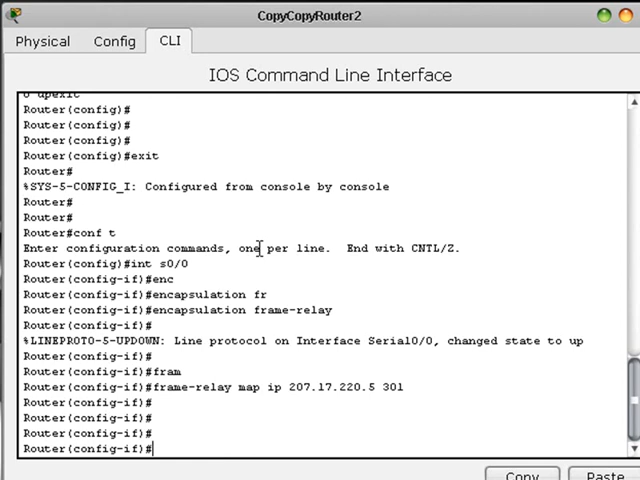 CopyCopyRouter2
Physical Config CLI
IOS Command Line Interface
o upexit
Router(config)#
Router(config)#
Router(config)#
Router(config)#exit
Router#
%SYS-5-CONFIG_I: Configured from console by console
Router#
Router#
Router#conf t
Enter configuration commands, one per line.  End with CNTL/Z.
Router(config)#int s0/0
Router(config-if)#enc
Router(config-if)#encapsulation fr
Router(config-if)#encapsulation frame-relay
Router(config-if)#
%LINEPROTO-5-UPDOWN: Line protocol on Interface Serial0/0, changed state to up
Router(config-if)#
Router(config-if)#fram
Router(config-if)#frame-relay map ip 207.17.220.5 301
Router(config-if)#
Router(config-if)#
Router(config-if)#
Router(config-if)#
Copy Paste